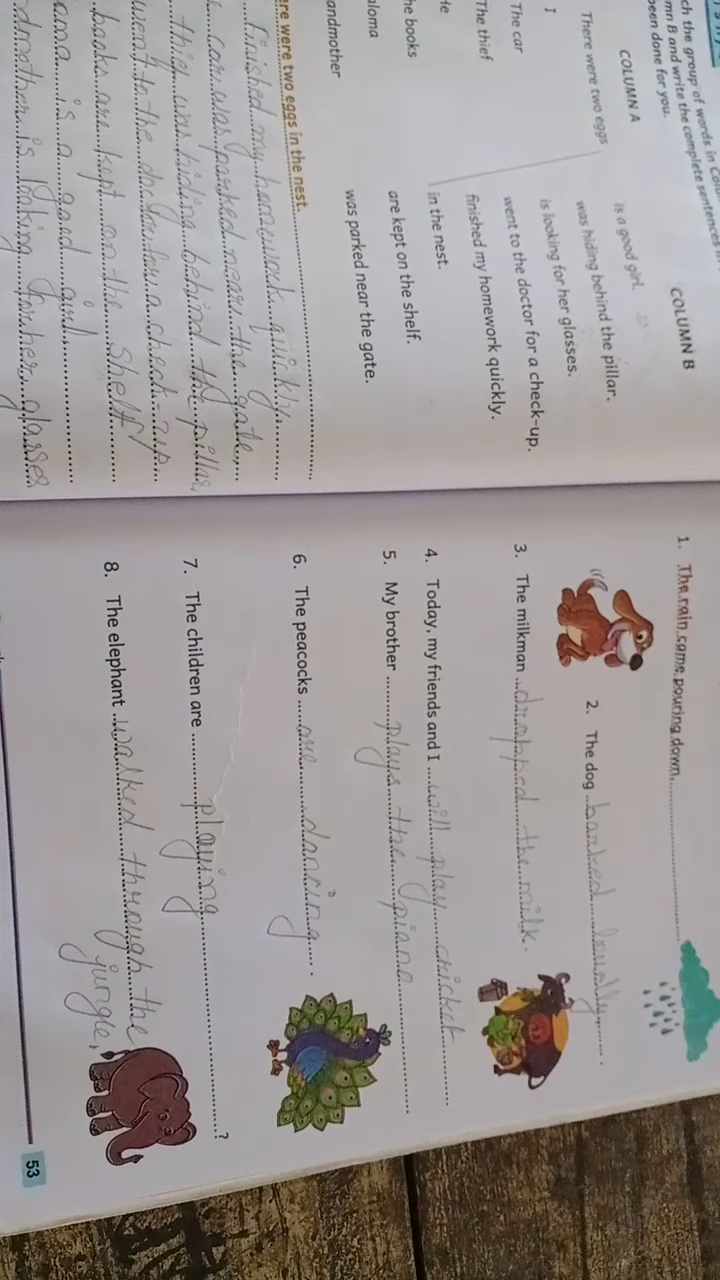 ch the group of words in Co
mn B and write the complete sentences
been done for you.
COLUMN A
COLUMN B
There were two eggs
is a good girl.
I
was hiding behind the pillar.
The car
is looking for her glasses.
The thief
went to the doctor for a check-up.
He
finished my homework quickly.
he books
in the nest.
aloma
are kept on the shelf.
andmother
was parked near the gate.
ere were two eggs in the nest.
finished my homework quickly.
car was parked near the gate.
thief was hiding behind the pillar
went to the doctor for a check-up
books are kept on the shelf
ama is a good girl.
dmother is looking for her glasses
1. The rain came pouring down.
2. The dog barked loudly.
3. The milkman dropped the milk.
4. Today, my friends and I will play cricket
5. My brother plays the piano
6. The peacocks are dancing.
7. The children are playing ?
8. The elephant walked through the
jungle.
53